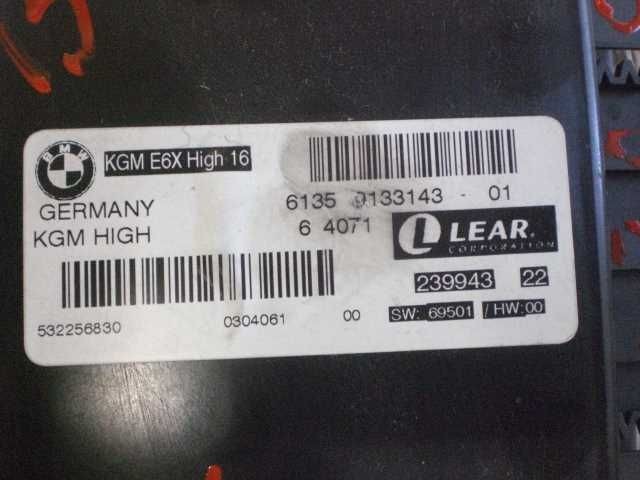 BMW
KGM E6X High 16
GERMANY
KGM HIGH
6135 9133143 - 01
6 4071
L LEAR.
CORPORATION
239943 22
532256830 0304061 00
SW: 69501 / HW:00